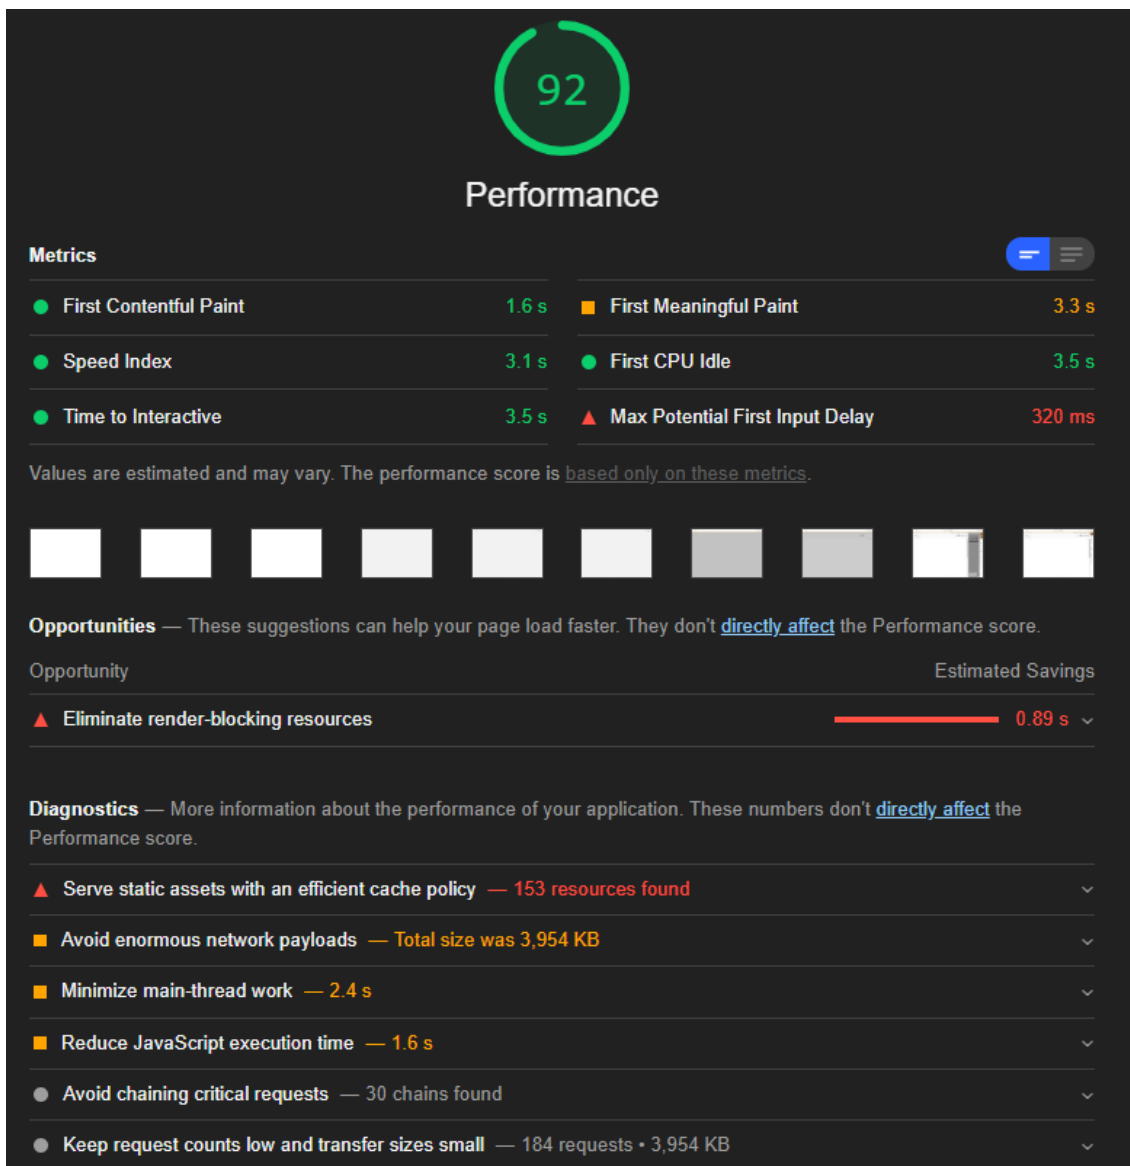 92
Performance
Metrics
First Contentful Paint 1.6 s
First Meaningful Paint 3.3 s
Speed Index 3.1 s
First CPU Idle 3.5 s
Time to Interactive 3.5 s
Max Potential First Input Delay 320 ms
Values are estimated and may vary. The performance score is based only on these metrics.
Opportunities — These suggestions can help your page load faster. They don't directly affect the Performance score.
Opportunity Estimated Savings
Eliminate render-blocking resources 0.89 s
Diagnostics — More information about the performance of your application. These numbers don't directly affect the
Performance score.
Serve static assets with an efficient cache policy — 153 resources found
Avoid enormous network payloads — Total size was 3,954 KB
Minimize main-thread work — 2.4 s
Reduce JavaScript execution time — 1.6 s
Avoid chaining critical requests — 30 chains found
Keep request counts low and transfer sizes small — 184 requests • 3,954 KB